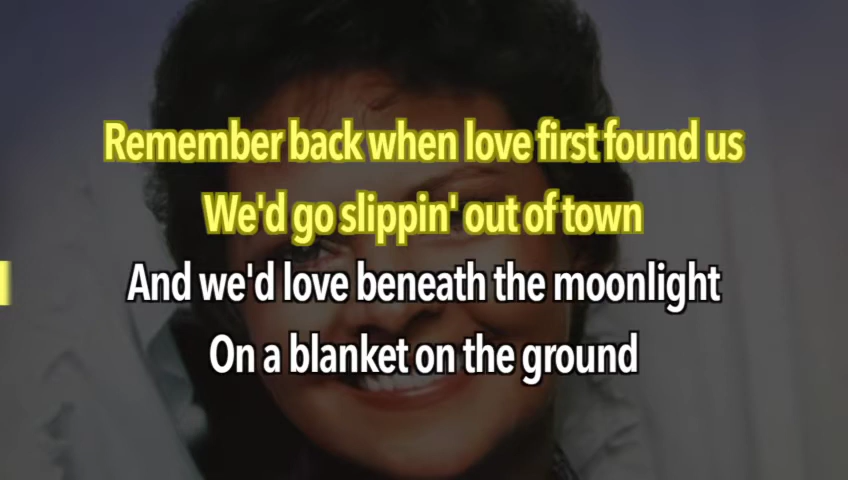 Remember back when love first found us
We'd go slippin' out of town
And we'd love beneath the moonlight
On a blanket on the ground